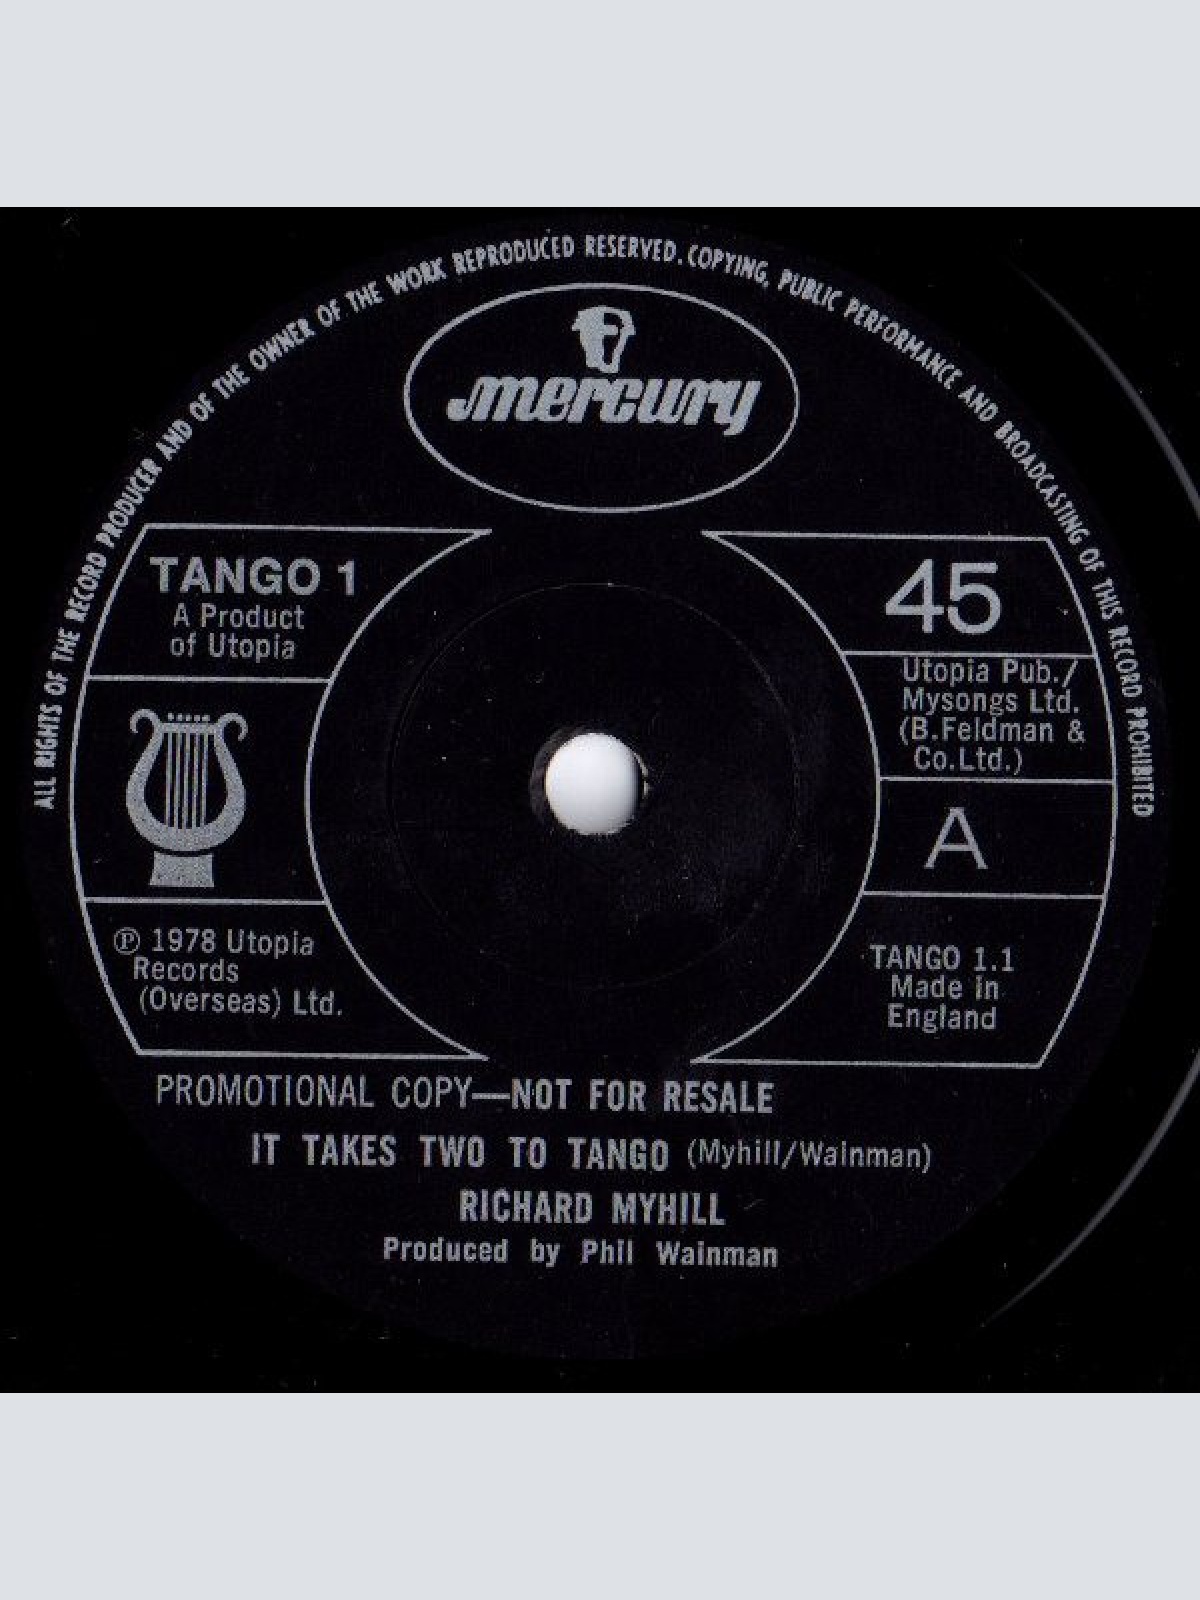 ALL RIGHTS OF THE RECORD PRODUCER AND OF THE OWNER OF THE WORK REPRODUCED RESERVED. COPYING, PUBLIC PERFORMANCE AND BROADCASTING OF THIS RECORD PROHIBITED
mercury
TANGO 1
A Product
of Utopia
℗ 1978 Utopia
Records
(Overseas) Ltd.
45
Utopia Pub./
Mysongs Ltd.
(B.Feldman &
Co.Ltd.)
A
TANGO 1.1
Made in
England
PROMOTIONAL COPY—NOT FOR RESALE
IT TAKES TWO TO TANGO (Myhill/Wainman)
RICHARD MYHILL
Produced by Phil Wainman